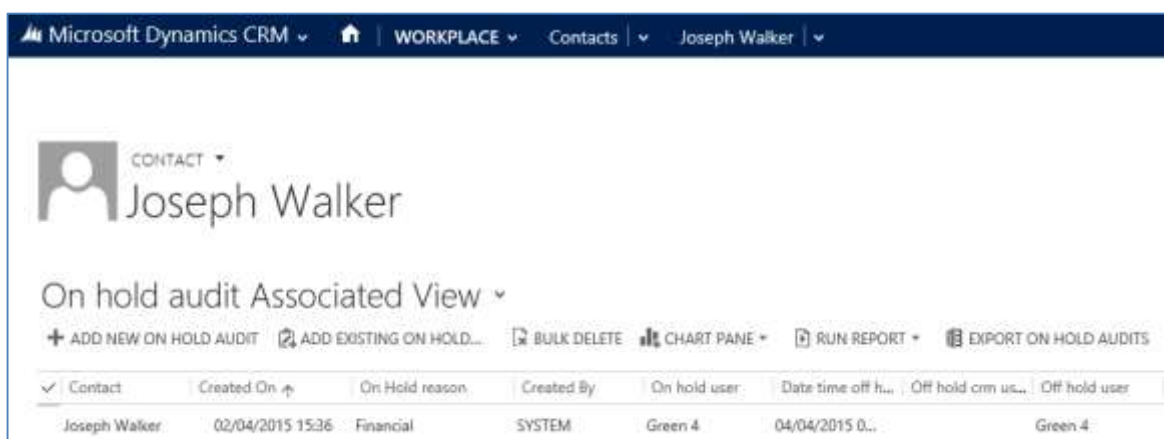 Microsoft Dynamics CRM WORKPLACE Contacts Joseph Walker
CONTACT
Joseph Walker
On hold audit Associated View
ADD NEW ON HOLD AUDIT ADD EXISTING ON HOLD... BULK DELETE CHART PANE RUN REPORT EXPORT ON HOLD AUDITS
Contact Created On On Hold reason Created By On hold user Date time off h... Off hold crm us... Off hold user
Joseph Walker 02/04/2015 15:36 Financial SYSTEM Green 4 04/04/2015 0... Green 4